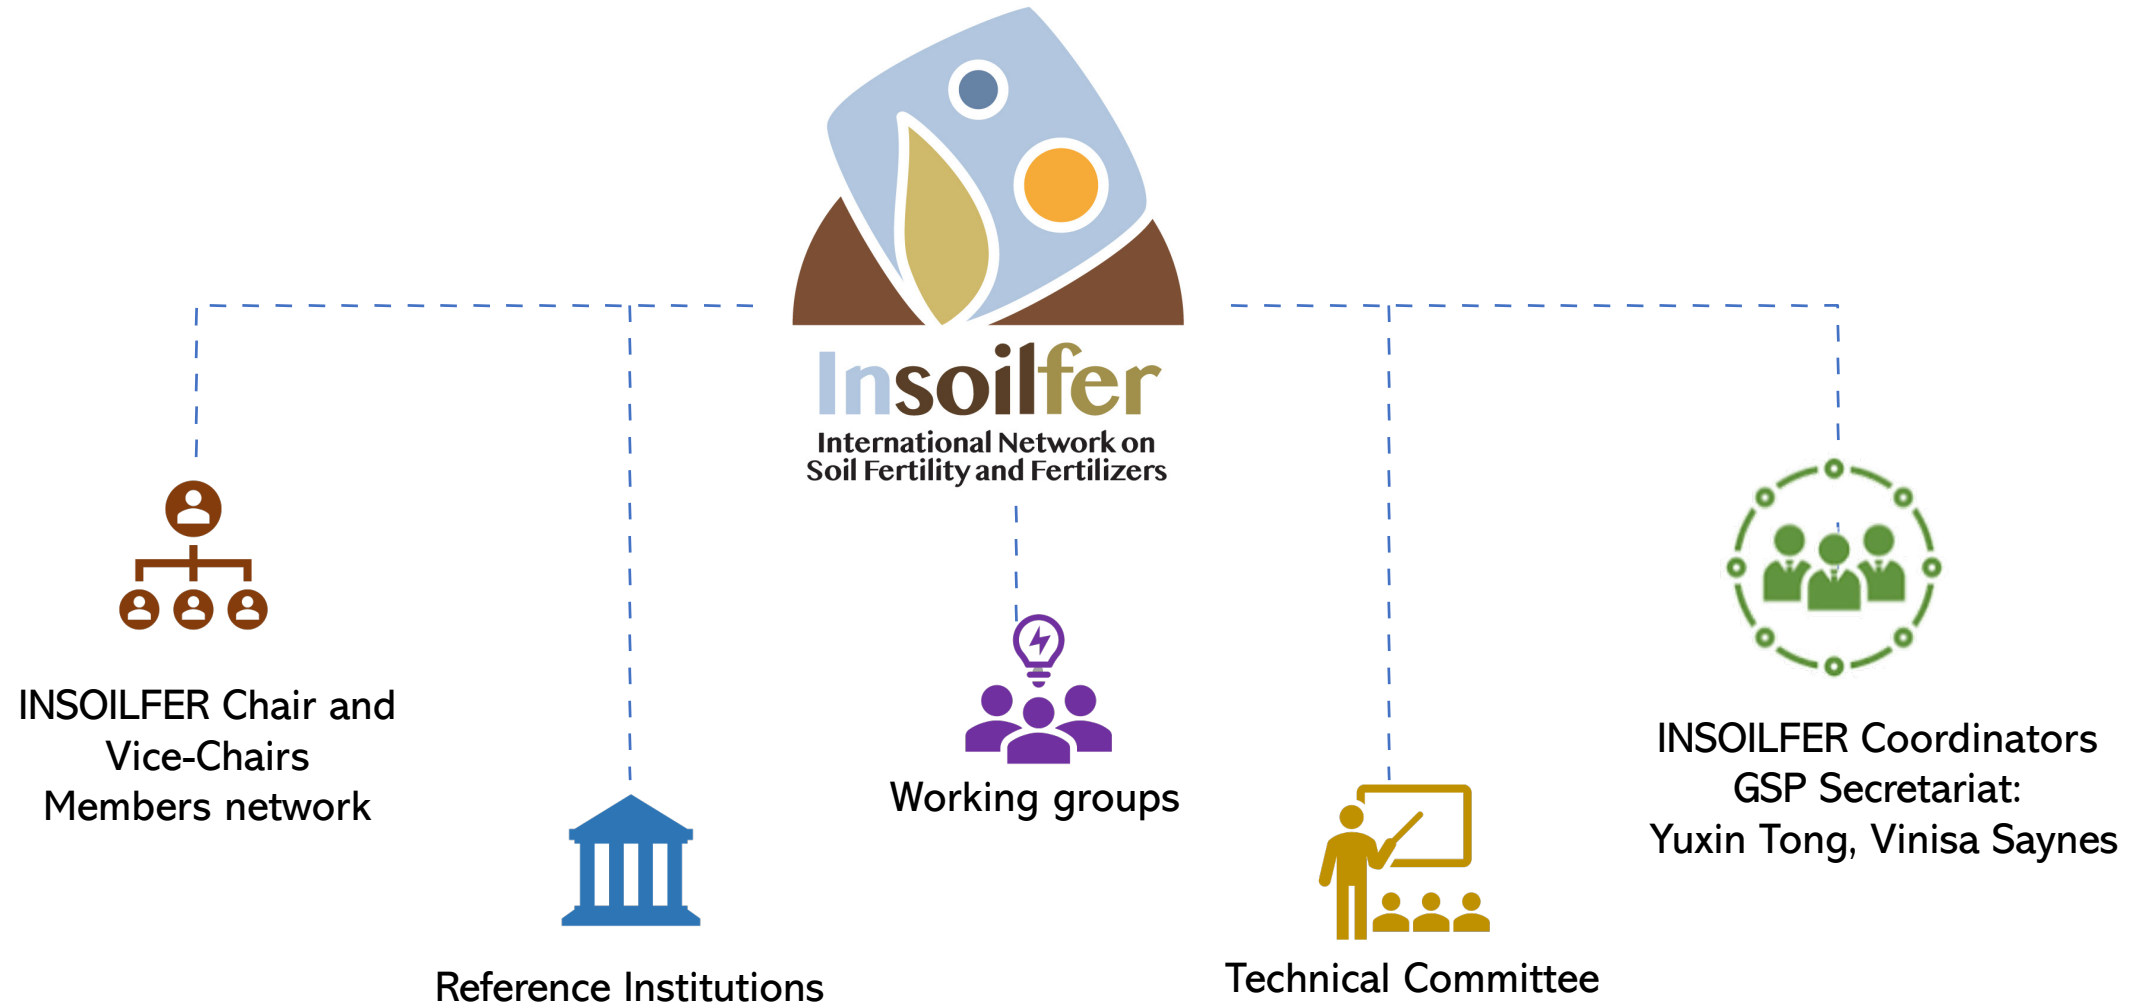 Insoilfer
International Network on
Soil Fertility and Fertilizers
INSOILFER Chair and
Vice-Chairs
Members network
Reference Institutions
Working groups
Technical Committee
INSOILFER Coordinators
GSP Secretariat:
Yuxin Tong, Vinisa Saynes